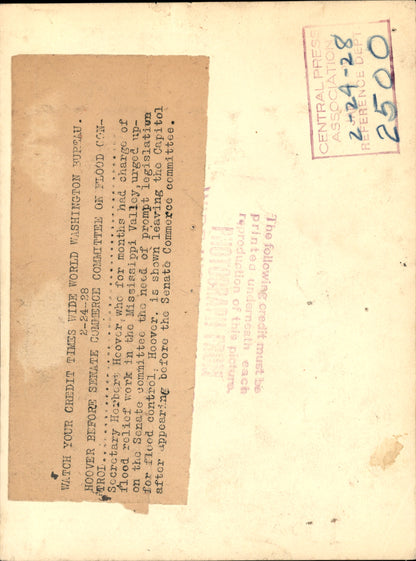 WATCH YOUR CREDIT TIMES WIDE WORLD WASHINGTON BUREAU.
2-24-28
HOOVER BEFORE SENATE COMMERCE COMMITTEE ON FLOOD CON-
TROL
Secretary Herbert Hoover, who for months had charge of
flood relief work in the Mississippi Valley, urged up-
on the Senate committee the need of prompt legislation
for flood control. Hoover, is shown leaving the Capitol
after appearing before the Senate Commerce committee.
The following credit must be
printed underneath each
reproduction of this picture.
CENTRAL PRESS
ASSOCIATION
2-24-28
REFERENCE DEPT.
2500